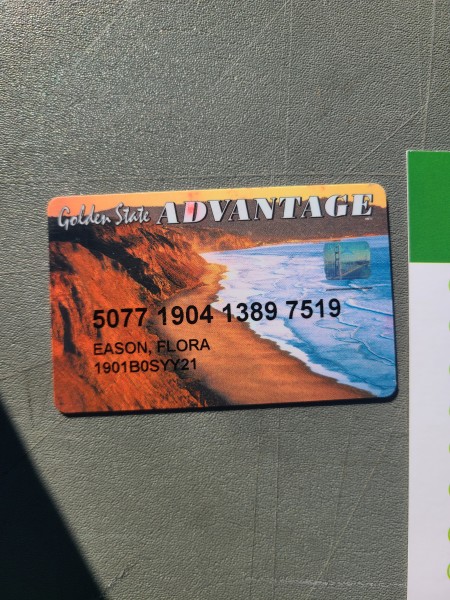 Golden State ADVANTAGE
5077 1904 1389 7519
EASON, FLORA
1901B0SYY21